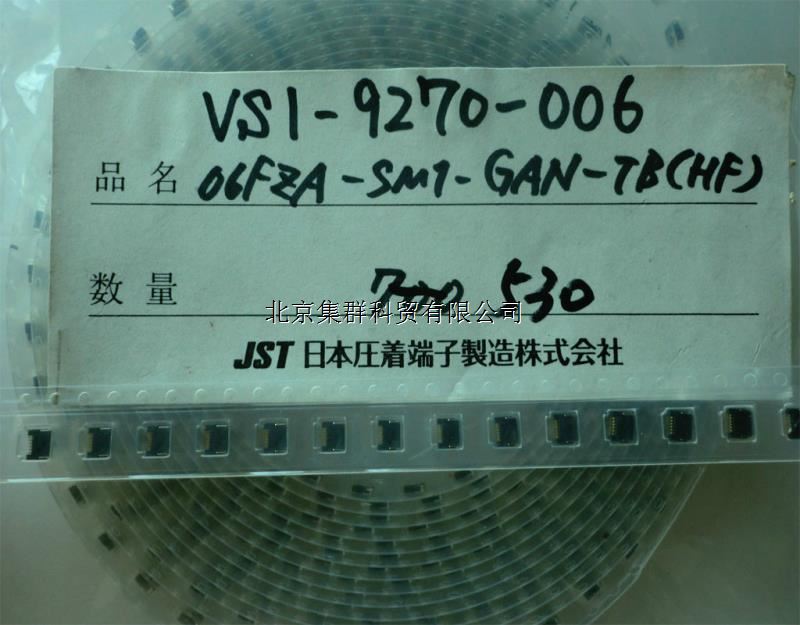 VS1-9270-006
品名 06FZA-SM1-GAN-TB(HF)
数量 530
北京集群科贸有限公司
JST 日本圧着端子製造株式会社